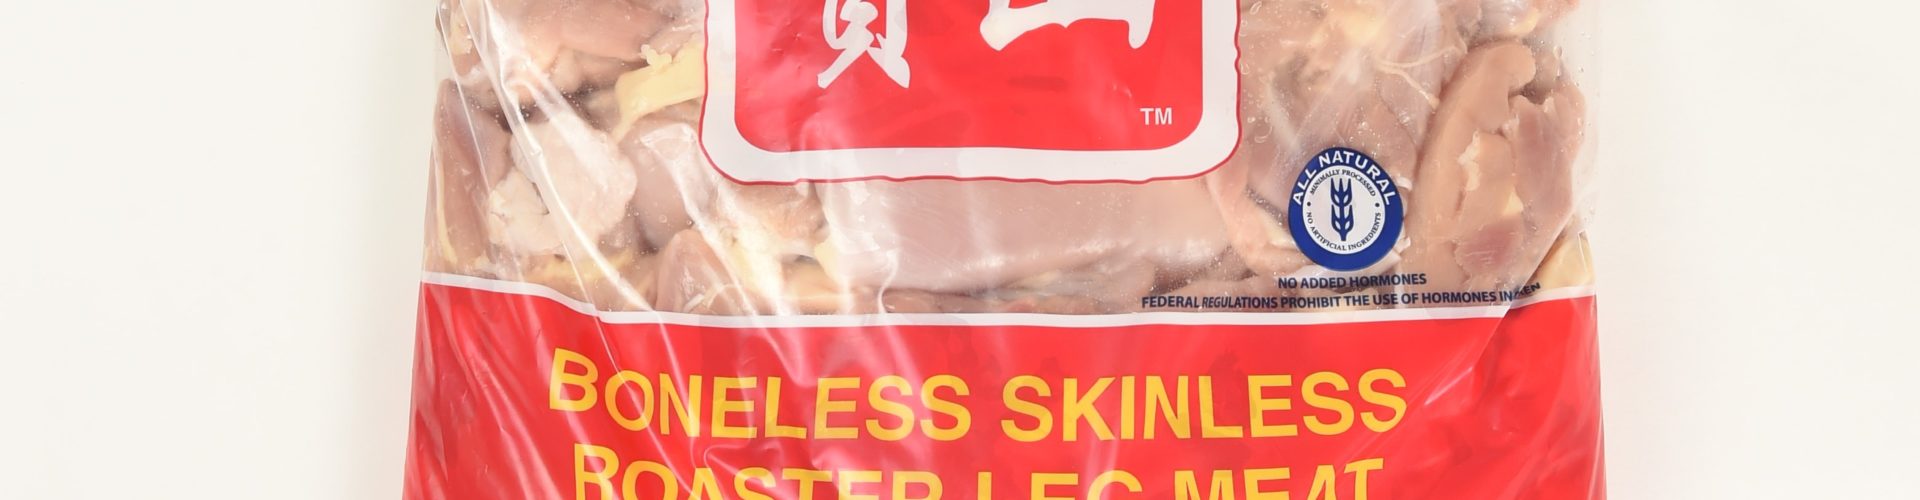 TM
ALL NATURAL
MINIMALLY PROCESSED
• NO ARTIFICIAL INGREDIENTS •
NO ADDED HORMONES
FEDERAL REGULATIONS PROHIBIT THE USE OF HORMONES IN
BONELESS SKINLESS
ROASTER LEG MEAT